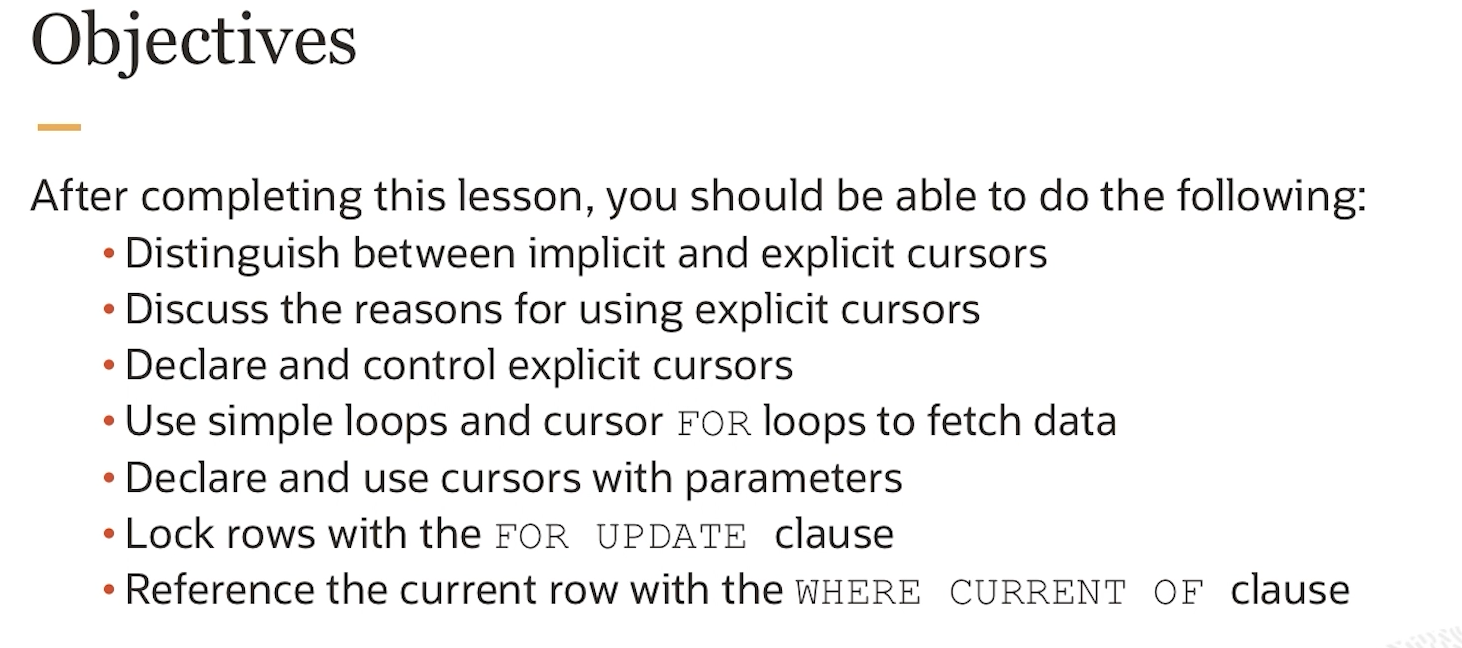 Objectives
After completing this lesson, you should be able to do the following:
• Distinguish between implicit and explicit cursors
• Discuss the reasons for using explicit cursors
• Declare and control explicit cursors
• Use simple loops and cursor FOR loops to fetch data
• Declare and use cursors with parameters
• Lock rows with the FOR UPDATE clause
• Reference the current row with the WHERE CURRENT OF clause